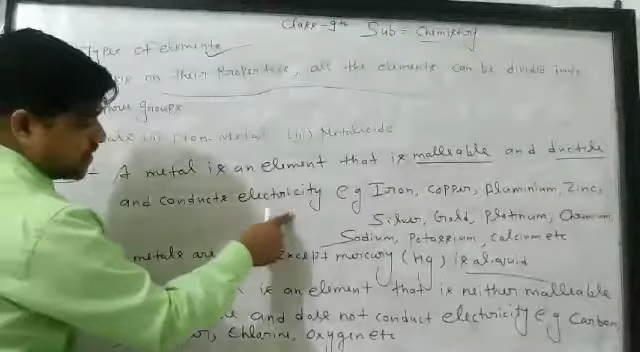 Class-9th Sub = Chemistry
types of elements
on their properties, all the elements can be divided into
groups
Non-Metal (iii) Metalloids
- A metal is an element that is malleable and ductile
and conducts electricity e g Iron, Copper, Aluminium, Zinc,
Silver, Gold, Platnum, Chromium,
Sodium, Potassium, Calcium etc
metals are except mercury (Hg) is a liquid
is an element that is neither malleable
and does not conduct electricity e g Carbon,
Chlorine, Oxygen etc